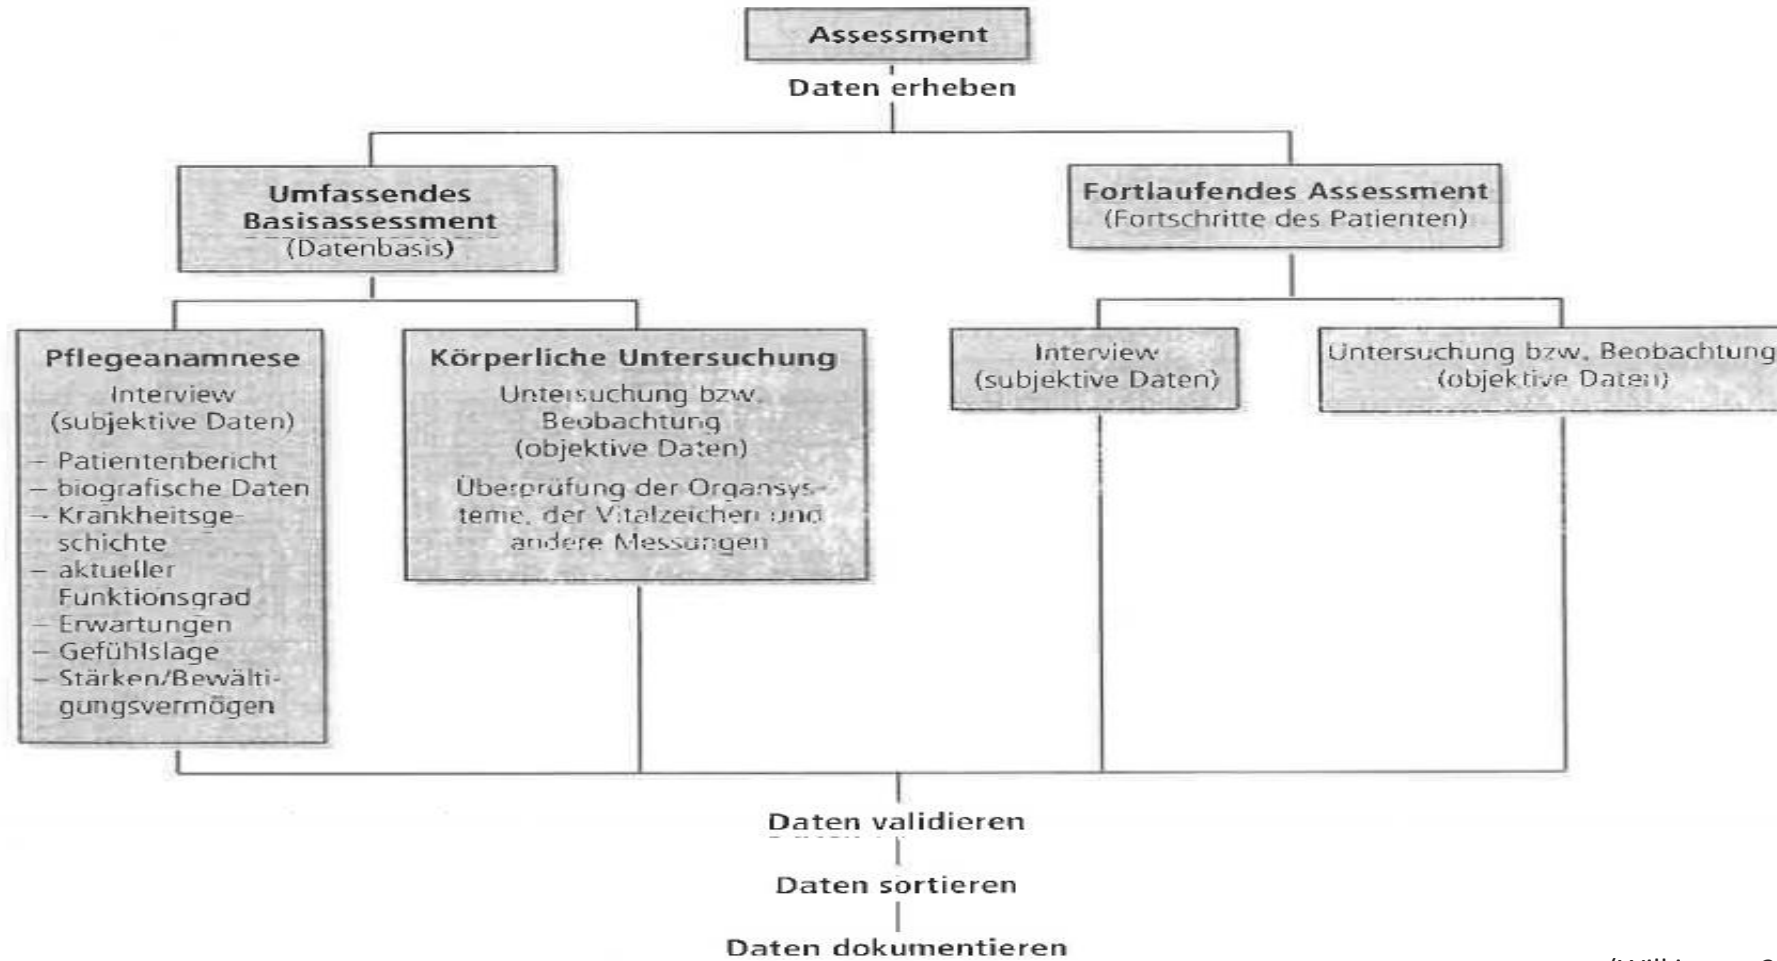 Assessment
Daten erheben
Umfassendes
Basisassessment
(Datenbasis)
Fortlaufendes Assessment
(Fortschritte des Patienten)
Pflegeanamnese
Interview
(subjektive Daten)
– Patientenbericht
– biografische Daten
– Krankheitsge-
schichte
– aktueller
Funktionsgrad
– Erwartungen
– Gefühlslage
– Stärken/Bewälti-
gungsvermögen
Körperliche Untersuchung
Untersuchung bzw.
Beobachtung
(objektive Daten)
Überprüfung der Organsys-
teme, der Vitalzeichen und
andere Messungen
Interview
(subjektive Daten)
Untersuchung bzw. Beobachtung
(objektive Daten)
Daten validieren
Daten sortieren
Daten dokumentieren